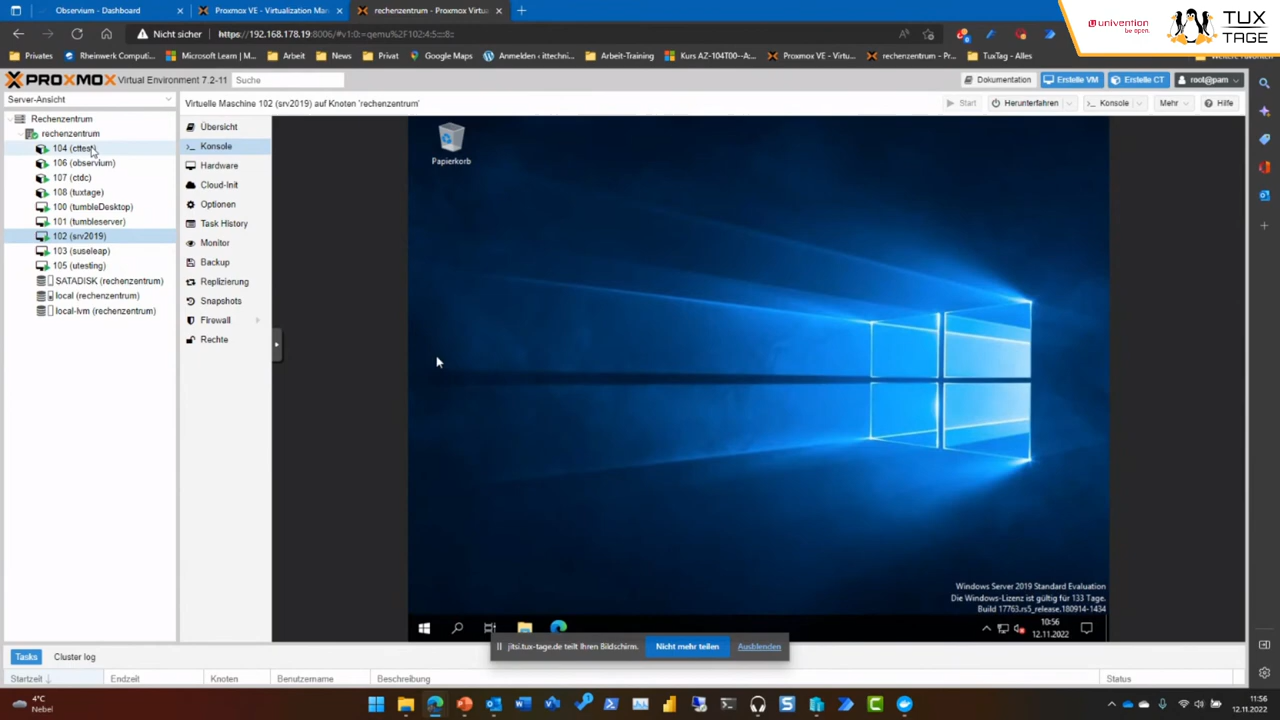 Observium - Dashboard
Proxmox VE - Virtualization Man
rechenzentrum - Proxmox Virtua
Nicht sicher
https://192.168.178.19:8006/#v1:0:=qemu%2F102:4:5::::8::
Privates
Rheinwerk Computi...
Microsoft Learn | M...
Arbeit
News
Privat
Google Maps
Anmelden ‹ ittechni...
Arbeit-Training
Kurs AZ-104T00--A...
Proxmox VE - Virtu...
rechenzentrum - Pr...
TuxTag - Alles
Weitere Favoriten
univention
be open.
TUX
TAGE
PROXMOX
Virtual Environment 7.2-11
Suche
Dokumentation
Erstelle VM
Erstelle CT
root@pam
Server-Ansicht
Virtuelle Maschine 102 (srv2019) auf Knoten 'rechenzentrum'
Start
Herunterfahren
Konsole
Mehr
Hilfe
Rechenzentrum
rechenzentrum
104 (cttest)
106 (observium)
107 (ctdc)
108 (tuxtage)
100 (tumbleDesktop)
101 (tumbleserver)
102 (srv2019)
103 (suseleap)
105 (utesting)
SATADISK (rechenzentrum)
local (rechenzentrum)
local-lvm (rechenzentrum)
Übersicht
Konsole
Hardware
Cloud-Init
Optionen
Task History
Monitor
Backup
Replizierung
Snapshots
Firewall
Rechte
Papierkorb
Windows Server 2019 Standard Evaluation
Die Windows-Lizenz ist gültig für 133 Tage.
Build 17763.rs5_release.180914-1434
10:56
12.11.2022
jitsi.tux-tage.de teilt Ihren Bildschirm.
Nicht mehr teilen
Ausblenden
Tasks
Cluster log
Startzeit
Endzeit
Knoten
Benutzername
Beschreibung
Status
4°C
Nebel
11:56
12.11.2022